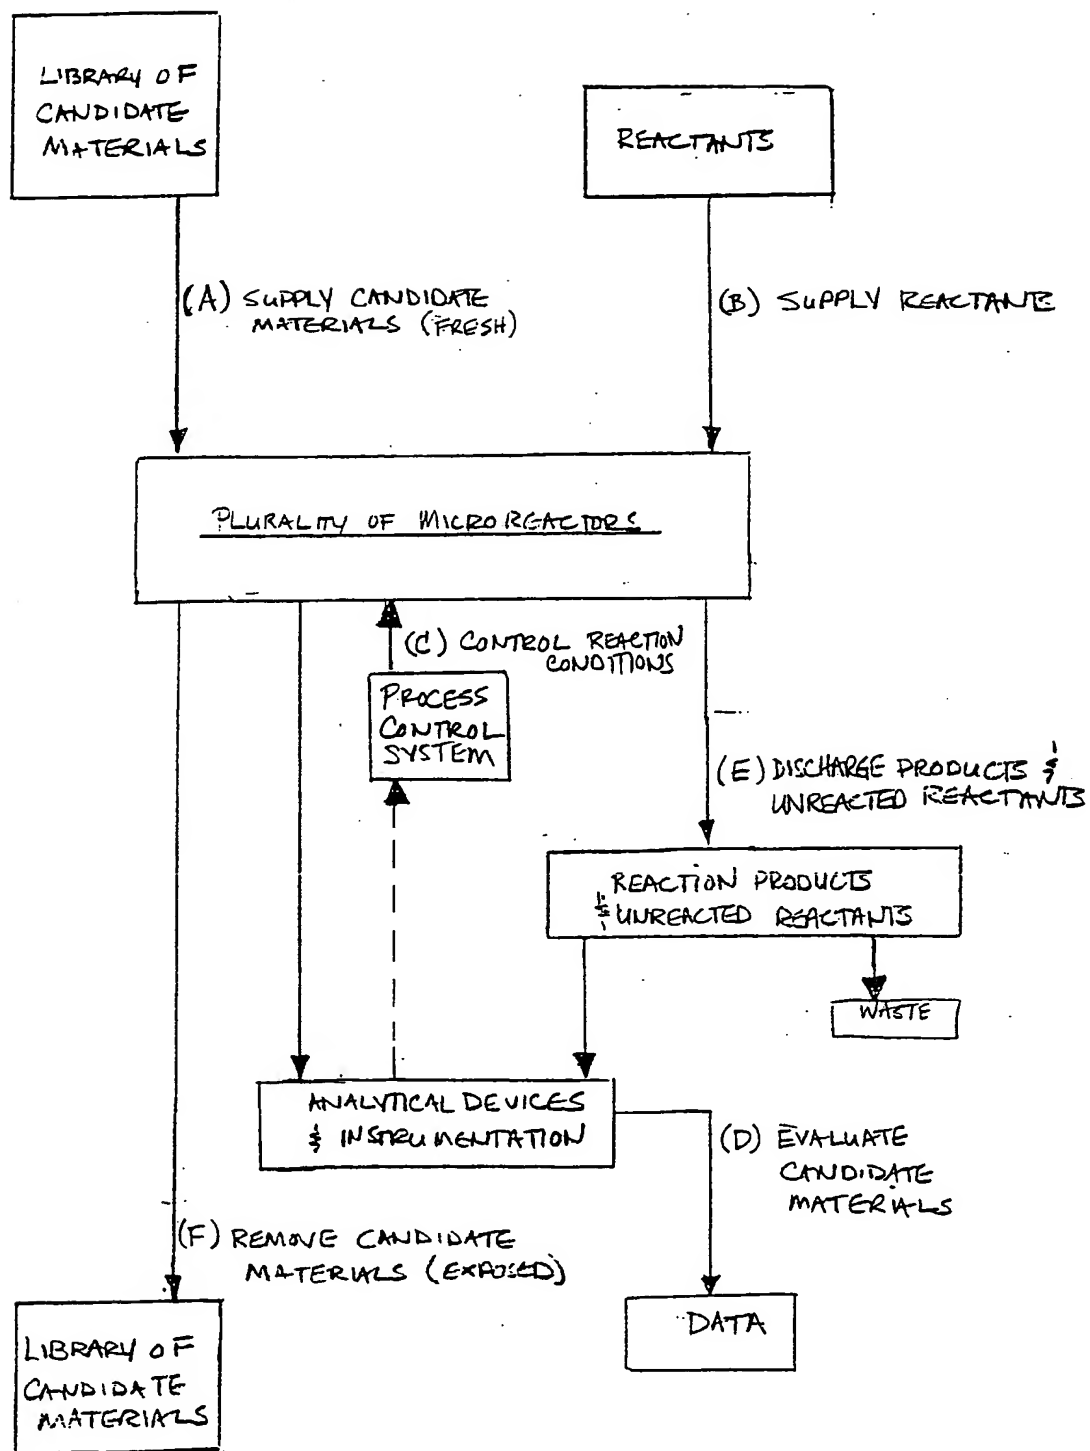 LIBRARY OF
CANDIDATE
MATERIALS
REACTANTS
(A) SUPPLY CANDIDATE
MATERIALS (FRESH)
(B) SUPPLY REACTANTS
PLURALITY OF MICROREACTORS
(C) CONTROL REACTION
CONDITIONS
PROCESS
CONTROL
SYSTEM
(E) DISCHARGE PRODUCTS &
UNREACTED REACTANTS
REACTION PRODUCTS
& UNREACTED REACTANTS
WASTE
ANALYTICAL DEVICES
& INSTRUMENTATION
(D) EVALUATE
CANDIDATE
MATERIALS
(F) REMOVE CANDIDATE
MATERIALS (EXPOSED)
DATA
LIBRARY OF
CANDIDATE
MATERIALS